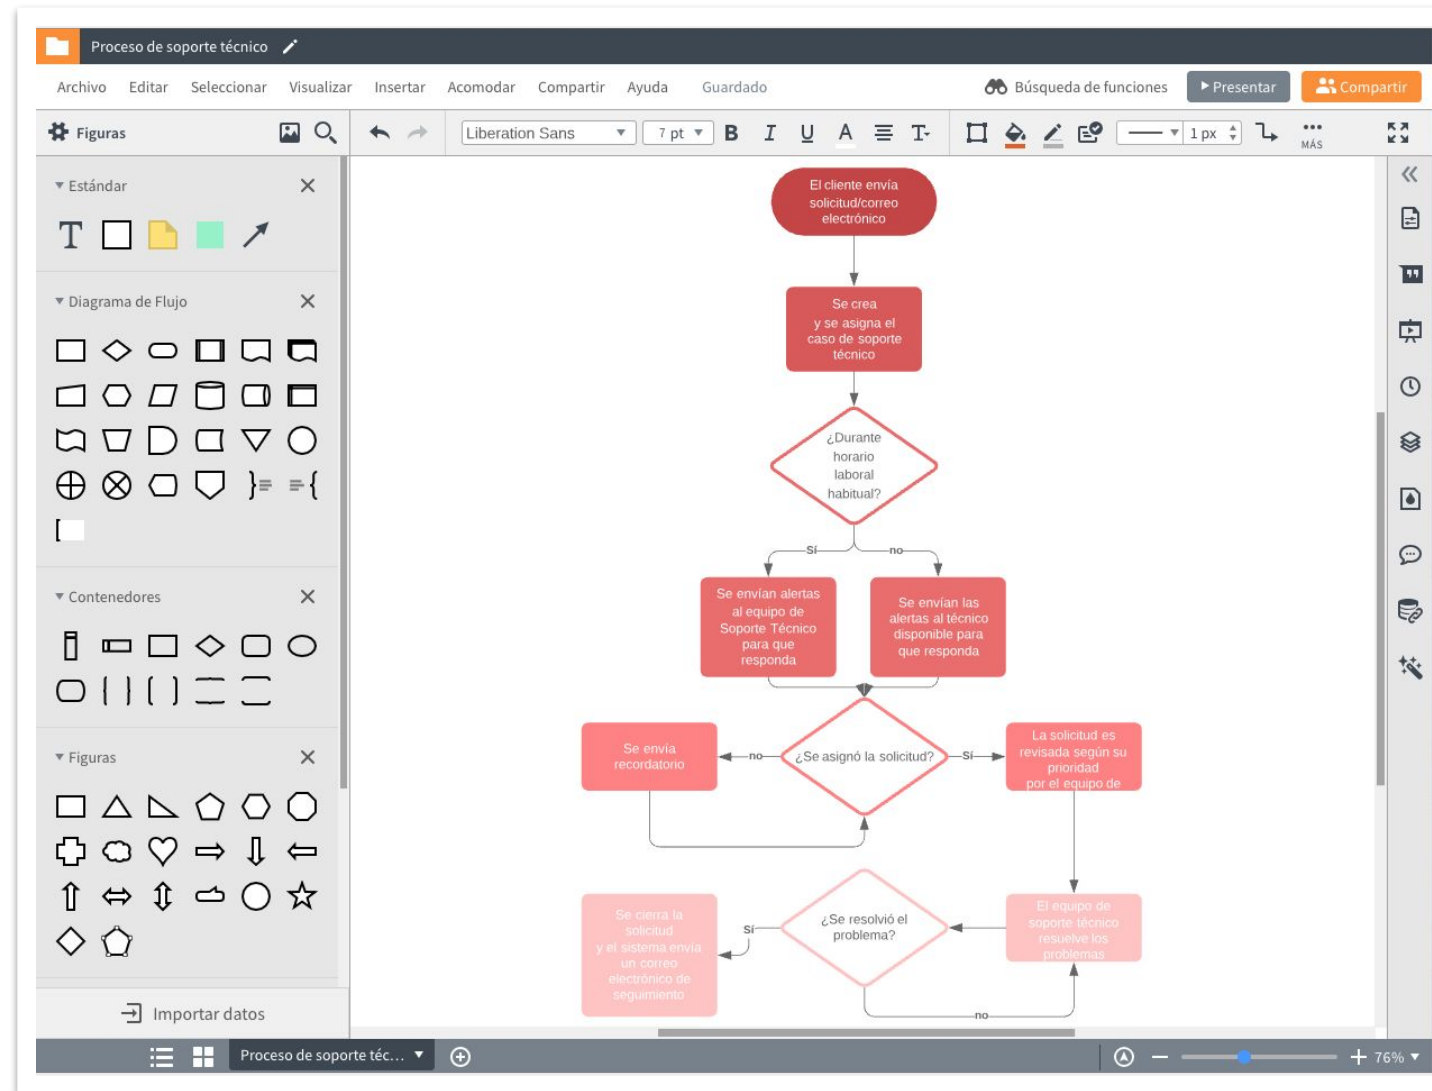 Proceso de soporte técnico
Archivo Editar Seleccionar Visualizar Insertar Acomodar Compartir Ayuda Guardado Búsqueda de funciones Presentar Compartir
Figuras
Liberation Sans 7 pt B I U A T 1 px MÁS
Estándar
T
Diagrama de Flujo
Contenedores
Figuras
Importar datos
El cliente envía
solicitud/correo
electrónico
Se crea
y se asigna el
caso de soporte
técnico
¿Durante
horario
laboral
habitual?
Sí
no
Se envían alertas
al equipo de
Soporte Técnico
para que
responda
Se envían las
alertas al técnico
disponible para
que responda
Se envía
recordatorio
no
¿Se asignó la solicitud?
Sí
La solicitud es
revisada según su
prioridad
por el equipo de
Se cierra la
solicitud
y el sistema envía
un correo
electrónico de
seguimiento
Sí
¿Se resolvió el
problema?
El equipo de
soporte técnico
resuelve los
problemas
no
Proceso de soporte téc...
76%